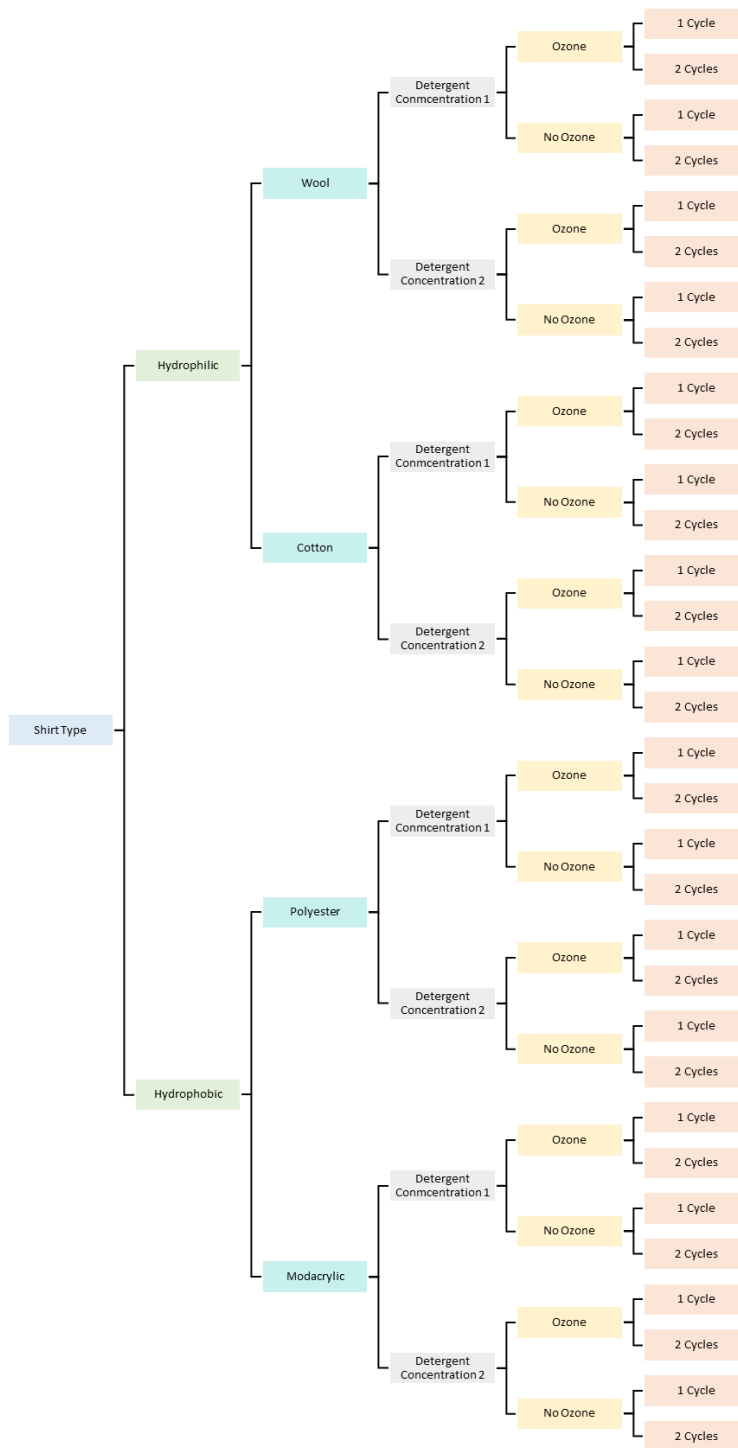 1 Cycle
Ozone
2 Cycles
Detergent
Conmcentration 1
1 Cycle
No Ozone
2 Cycles
Wool
1 Cycle
Ozone
2 Cycles
Detergent
Concentration 2
1 Cycle
No Ozone
2 Cycles
Hydrophilic
1 Cycle
Ozone
2 Cycles
Detergent
Conmcentration 1
1 Cycle
No Ozone
2 Cycles
Cotton
1 Cycle
Ozone
2 Cycles
Detergent
Concentration 2
1 Cycle
No Ozone
2 Cycles
Shirt Type
1 Cycle
Ozone
2 Cycles
Detergent
Conmcentration 1
1 Cycle
No Ozone
2 Cycles
Polyester
1 Cycle
Ozone
2 Cycles
Detergent
Concentration 2
1 Cycle
No Ozone
2 Cycles
Hydrophobic
1 Cycle
Ozone
2 Cycles
Detergent
Conmcentration 1
1 Cycle
No Ozone
2 Cycles
Modacrylic
1 Cycle
Ozone
2 Cycles
Detergent
Concentration 2
1 Cycle
No Ozone
2 Cycles